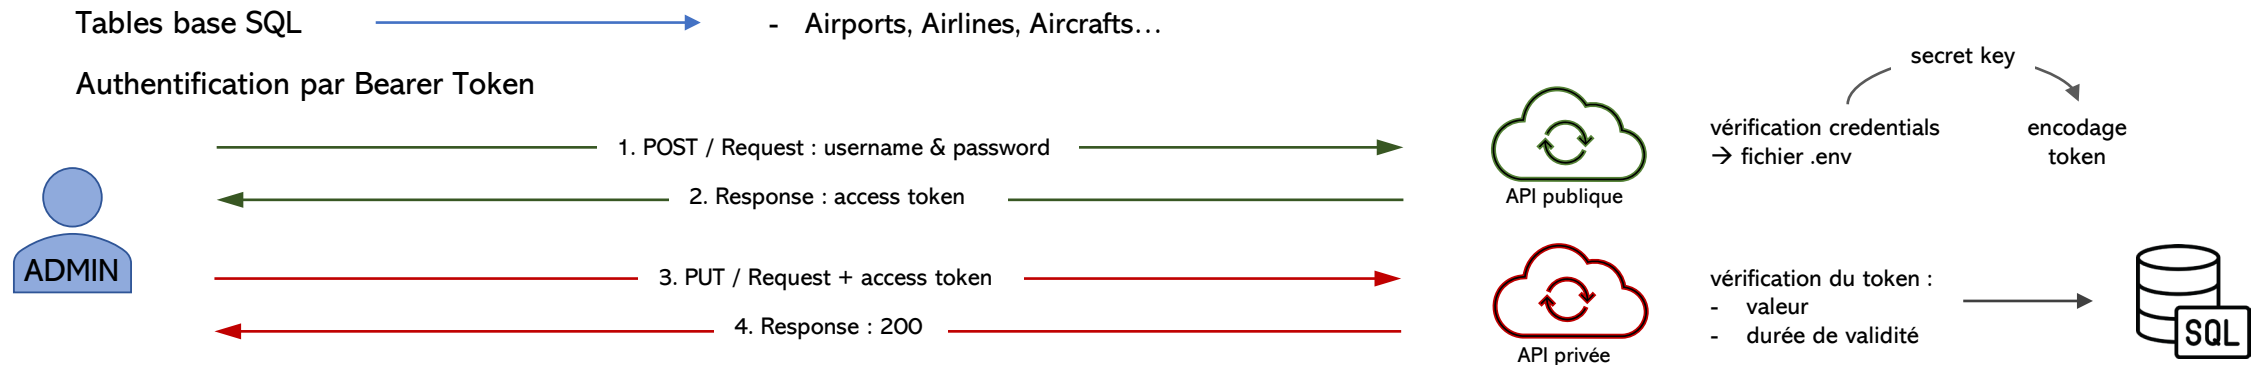 Tables base SQL
- Airports, Airlines, Aircrafts…
Authentification par Bearer Token
secret key
1. POST / Request : username & password
vérification credentials
→ fichier .env
encodage
token
2. Response : access token
API publique
ADMIN
3. PUT / Request + access token
4. Response : 200
API privée
vérification du token :
- valeur
- durée de validité
SQL